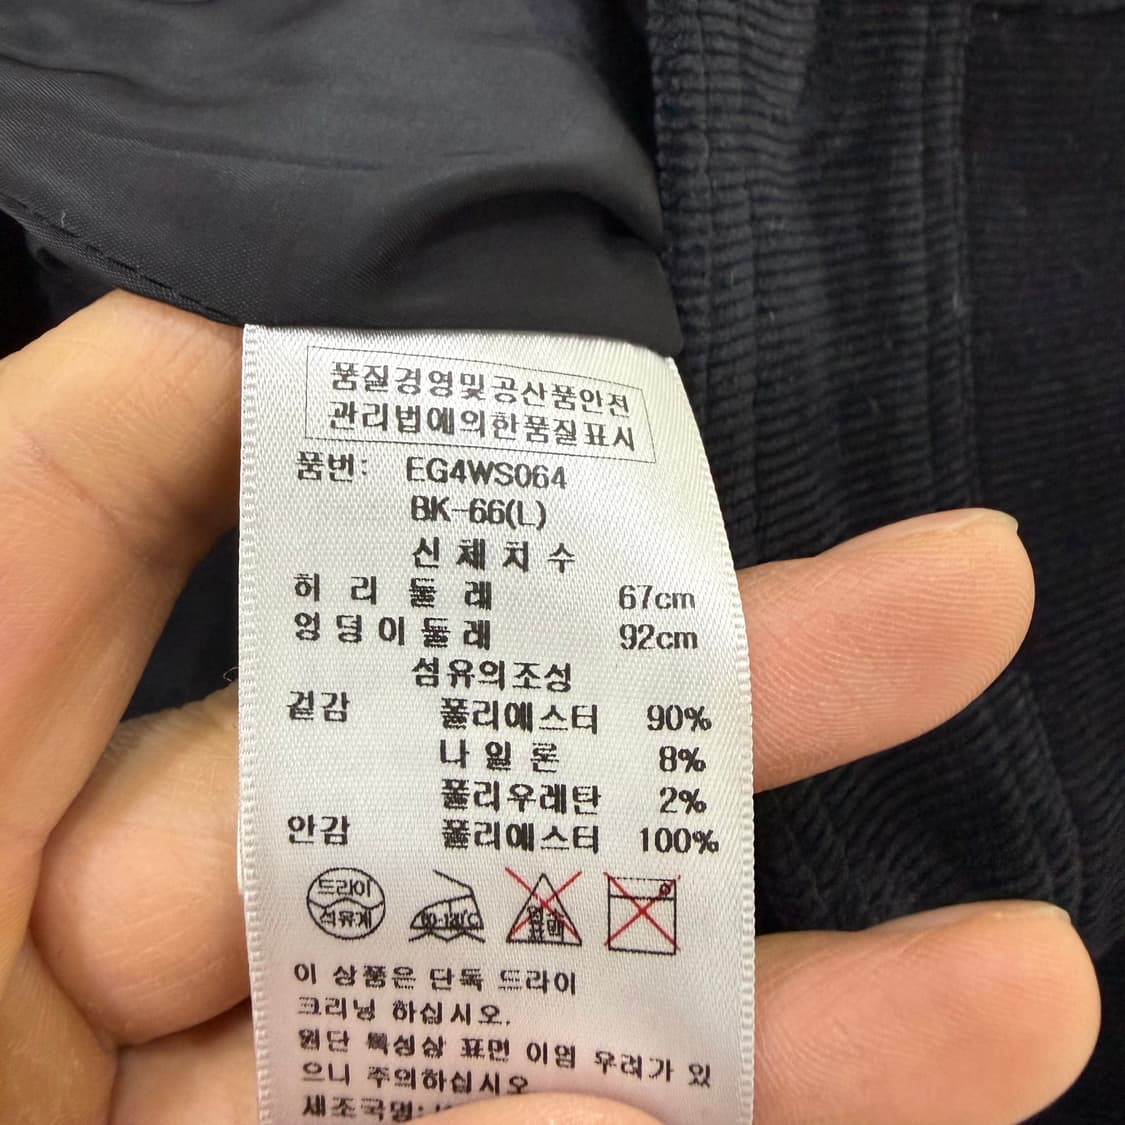 품질경영및공산품안전
관리법에의한품질표시
품번: EG4WS064
BK-66(L)
신체치수
허리둘레 67cm
엉덩이둘레 92cm
섬유의조성
겉감 폴리에스터 90%
나일론 8%
폴리우레탄 2%
안감 폴리에스터 100%
드라이
석유계
이 상품은 단독 드라이
크리닝 하십시오.
원단 특성상 표면 이염 우려가 있
으니 주의하십시오
제조국명: